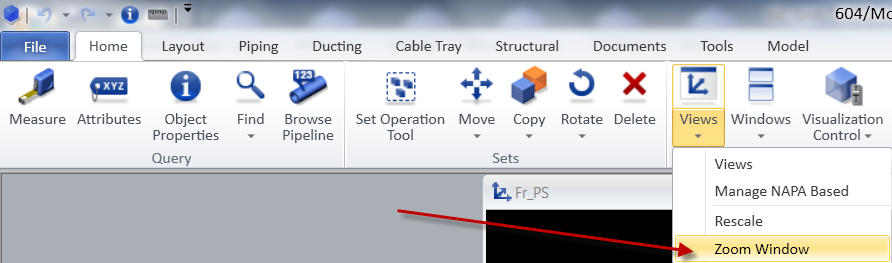 604/Mo
File Home Layout Piping Ducting Cable Tray Structural Documents Tools Model
XYZ 123
Measure Attributes Object Properties Find Browse Pipeline Set Operation Tool Move Copy Rotate Delete Views Windows Visualization Control
Query Sets
Views
Manage NAPA Based
Fr_PS
Rescale
Zoom Window